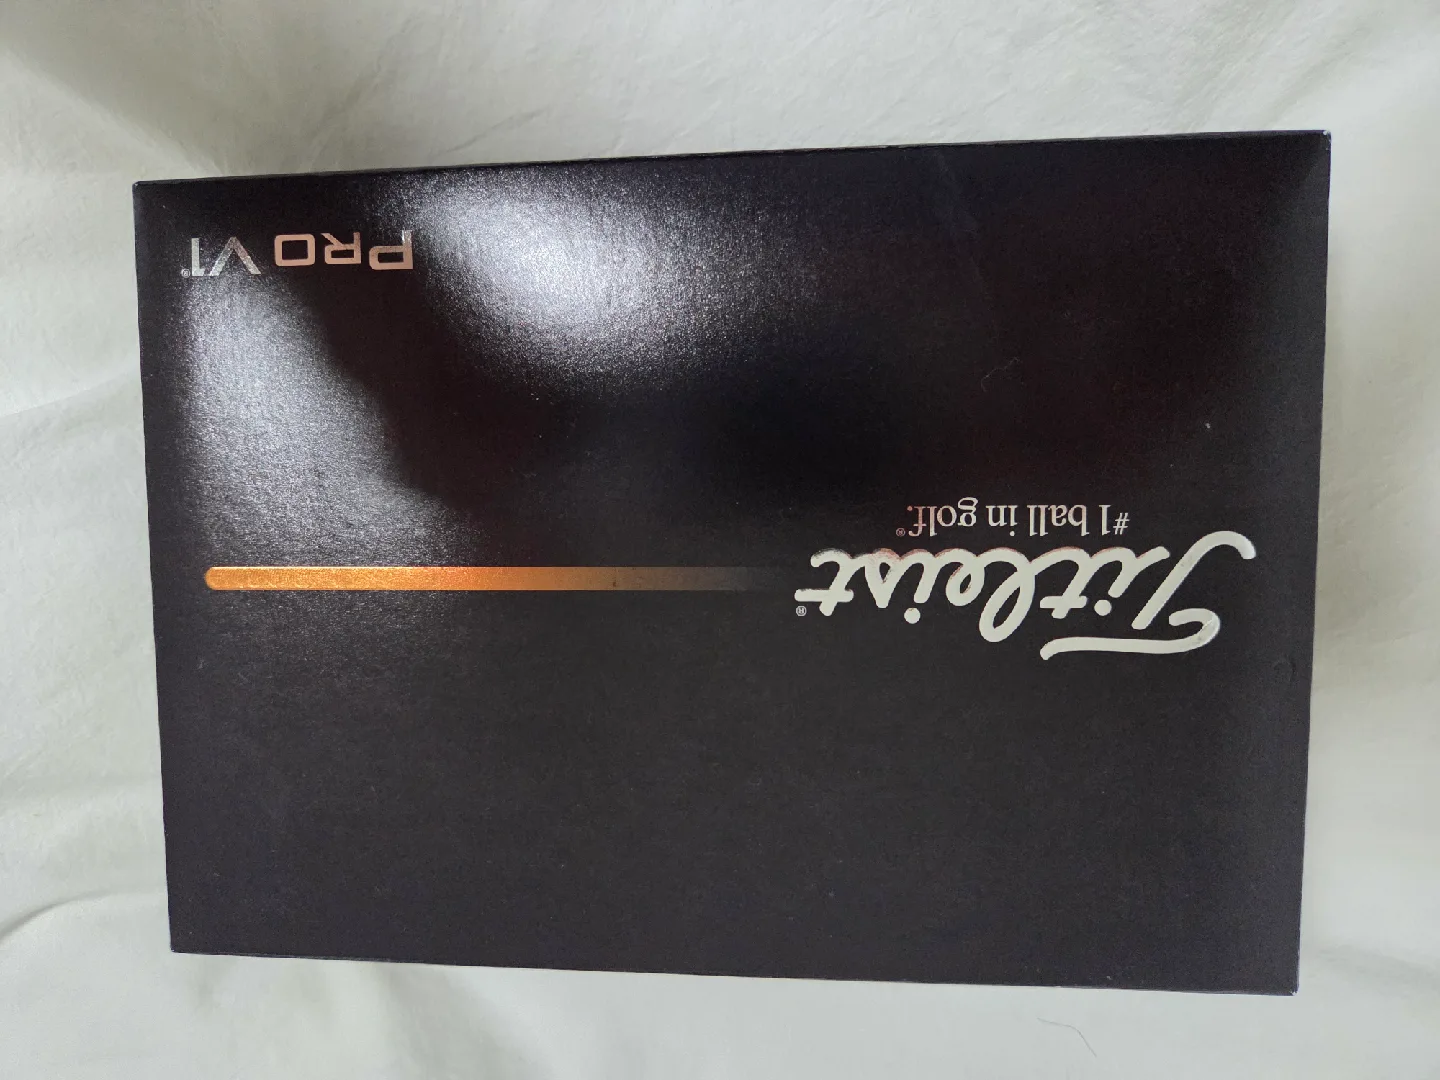 Titleist®
#1 ball in golf.®
PRO V1®